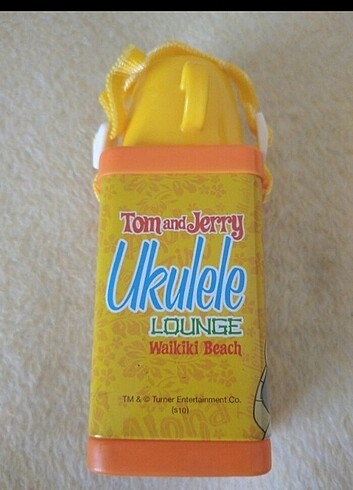 Tom and Jerry
Ukulele
LOUNGE
Waikiki Beach
TM & © Turner Entertainment Co.
(s10)